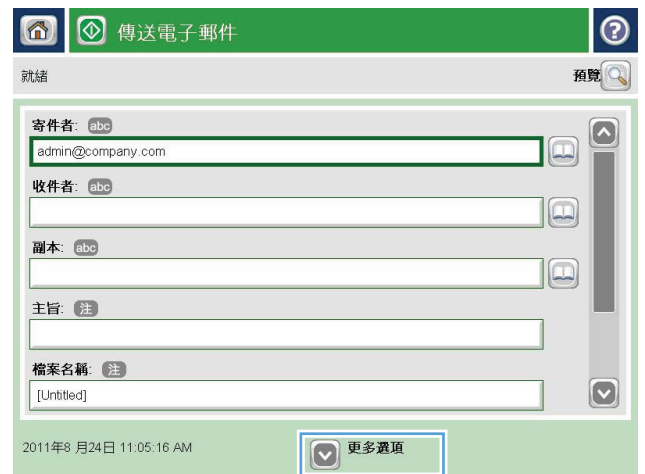 傳送電子郵件
就緒 預覽
寄件者: abc
admin@company.com
收件者: abc
副本: abc
主旨: 注
檔案名稱: 注
[Untitled]
2011年8 月24日 11:05:16 AM 更多選項